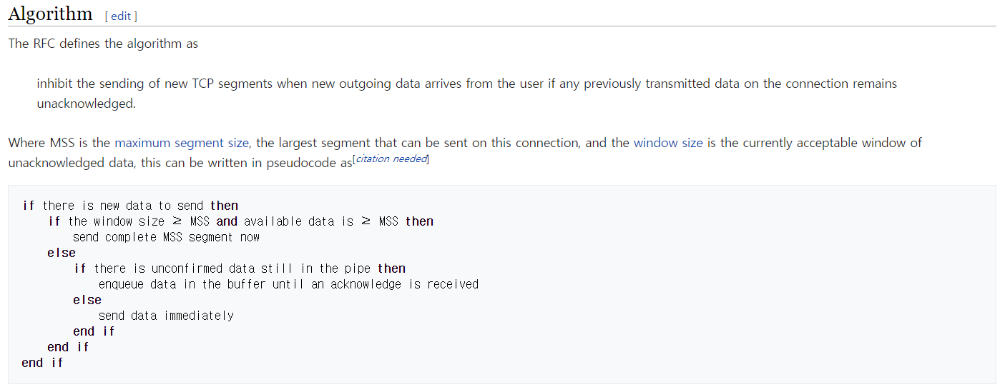 Algorithm [ edit ]
The RFC defines the algorithm as
inhibit the sending of new TCP segments when new outgoing data arrives from the user if any previously transmitted data on the connection remains
unacknowledged.
Where MSS is the maximum segment size, the largest segment that can be sent on this connection, and the window size is the currently acceptable window of
unacknowledged data, this can be written in pseudocode as[citation needed]
if there is new data to send then
    if the window size ≥ MSS and available data is ≥ MSS then
        send complete MSS segment now
    else
        if there is unconfirmed data still in the pipe then
            enqueue data in the buffer until an acknowledge is received
        else
            send data immediately
        end if
    end if
end if